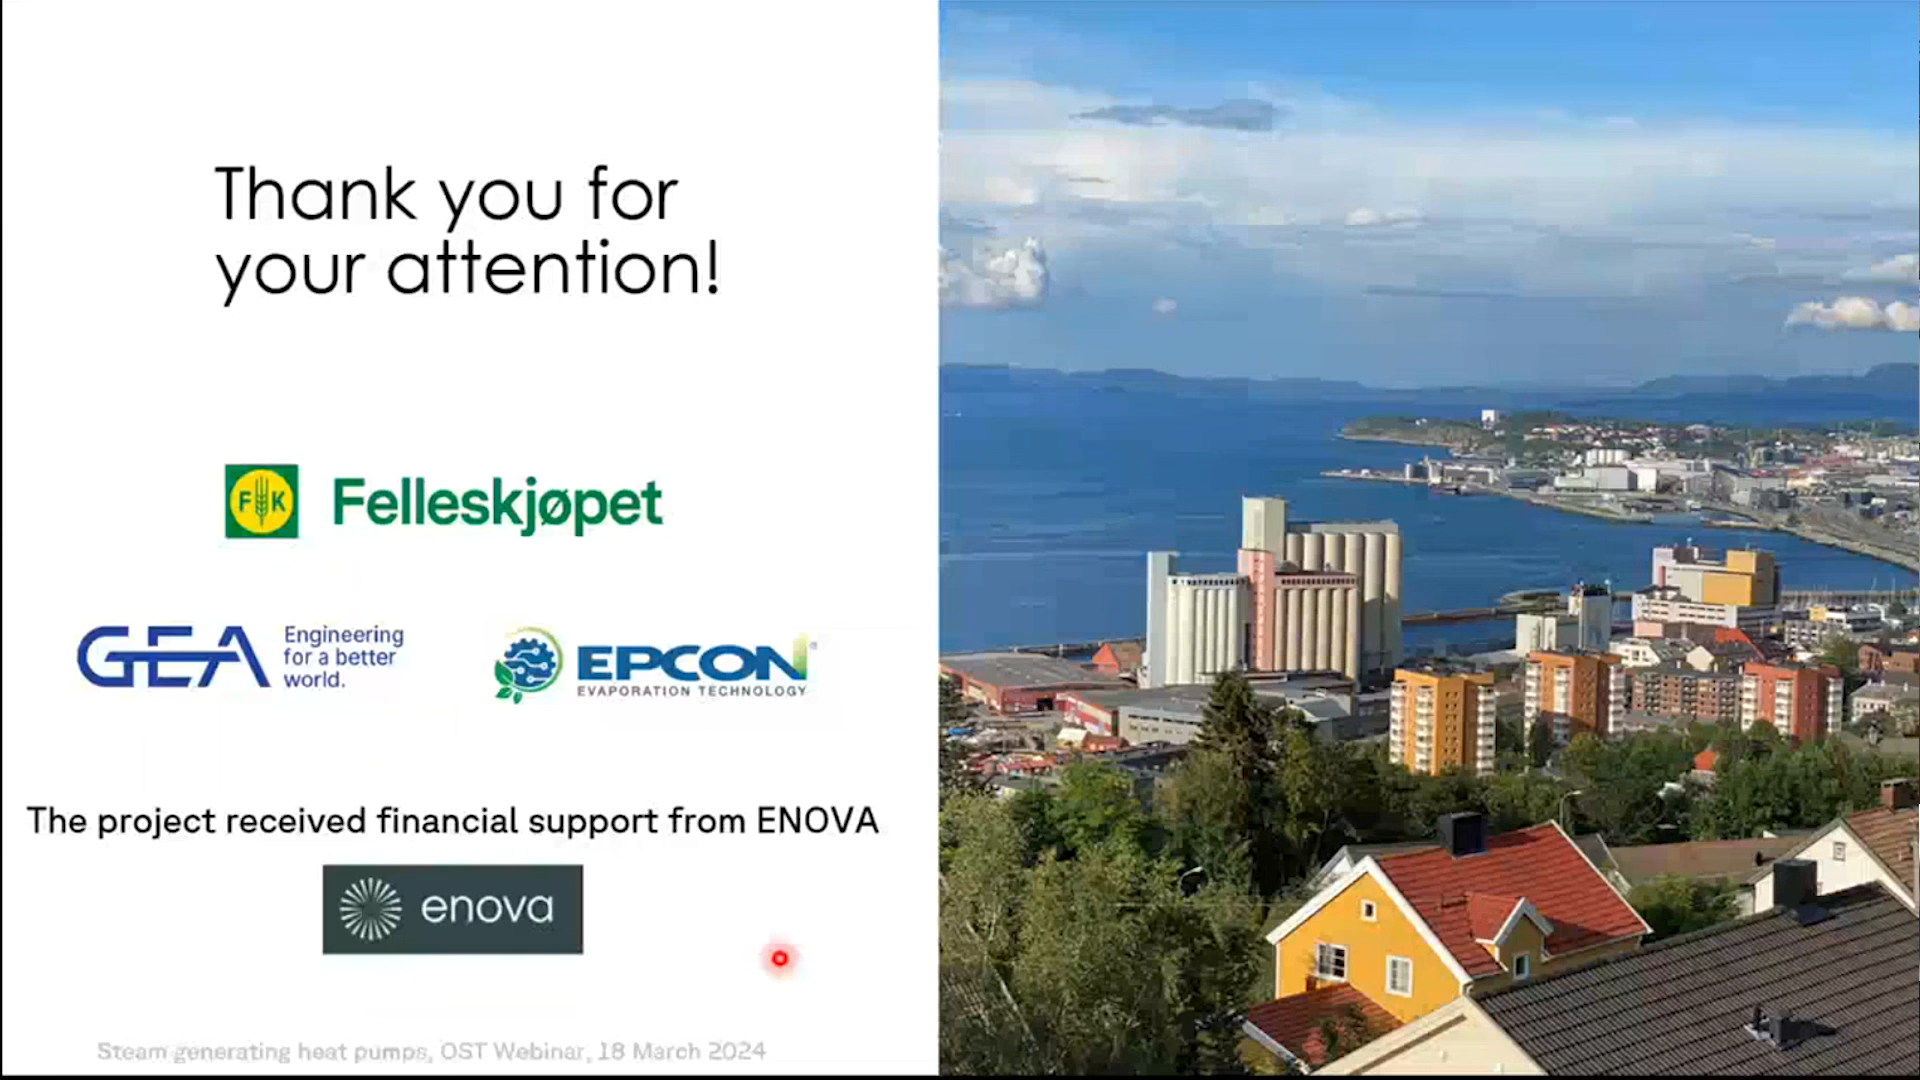 Thank you for
your attention!
FK Felleskjøpet
GEA Engineering
for a better
world.
EPCON®
EVAPORATION TECHNOLOGY
The project received financial support from ENOVA
enova
Steam generating heat pumps, OST Webinar, 18 March 2024